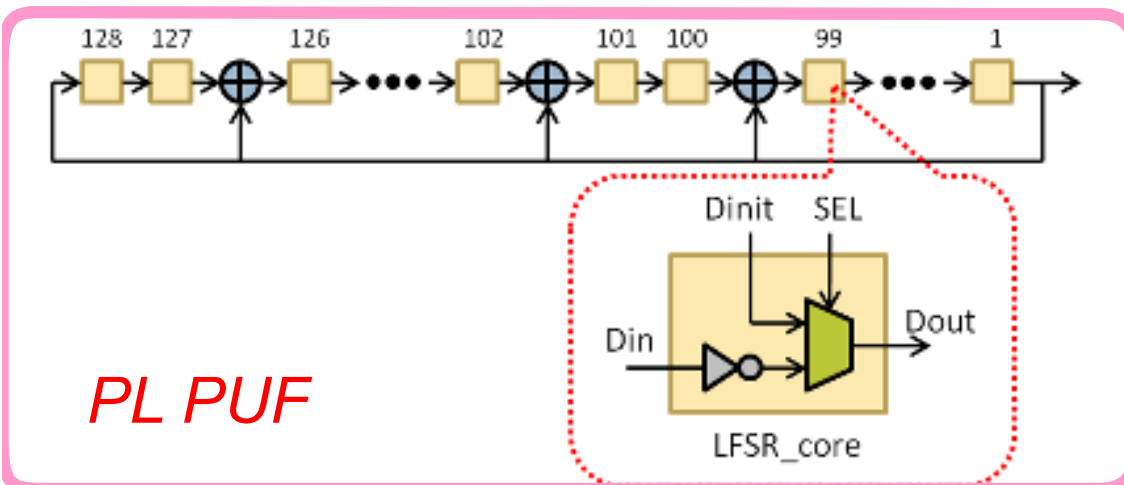 128 127 126 102 101 100 99 1
Dinit SEL
Din
Dout
PL PUF
LFSR_core